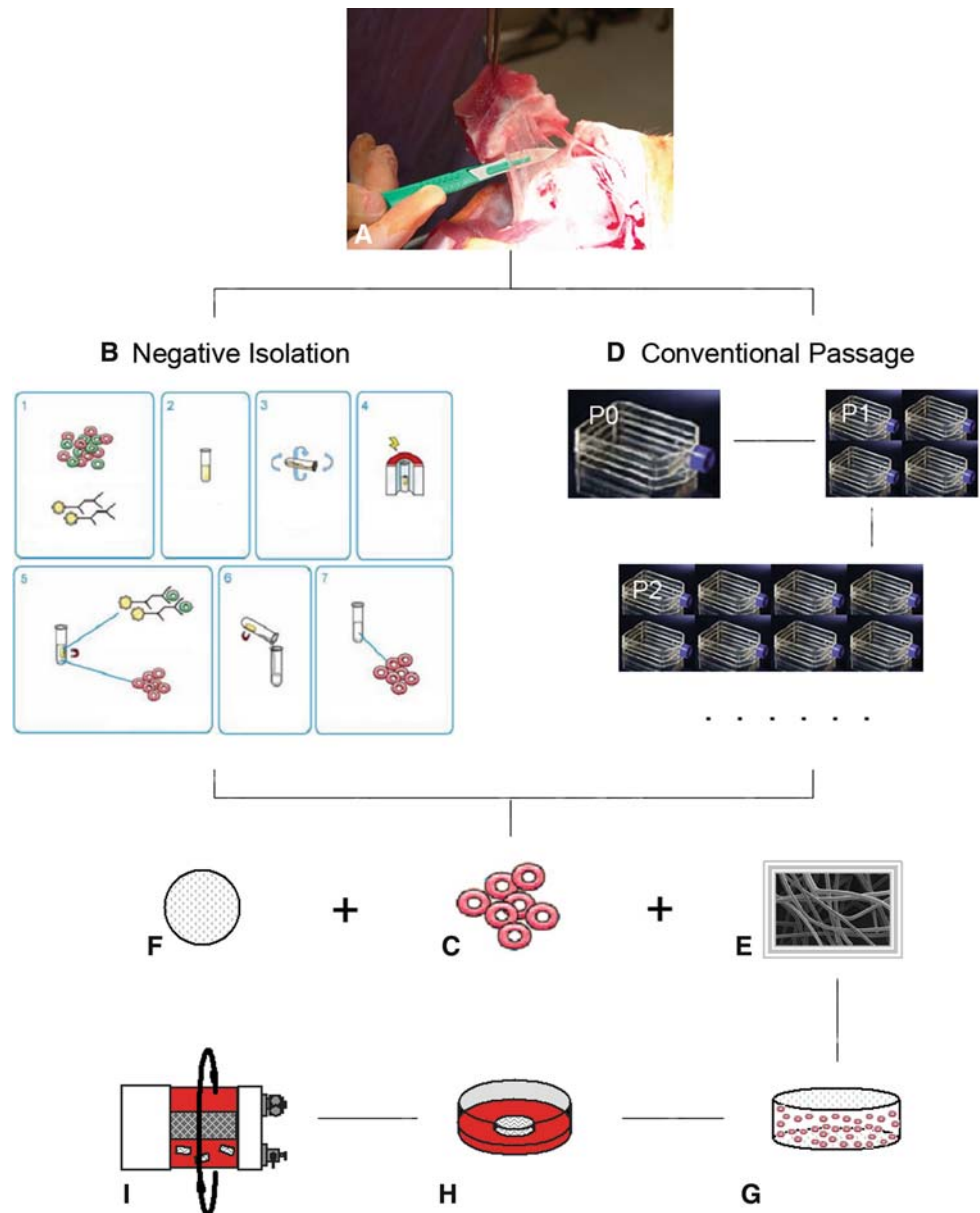 A
B Negative Isolation
D Conventional Passage
1
2
3
4
5
6
7
P0
P1
P2
. . . . . .
F
+
C
+
E
I
H
G